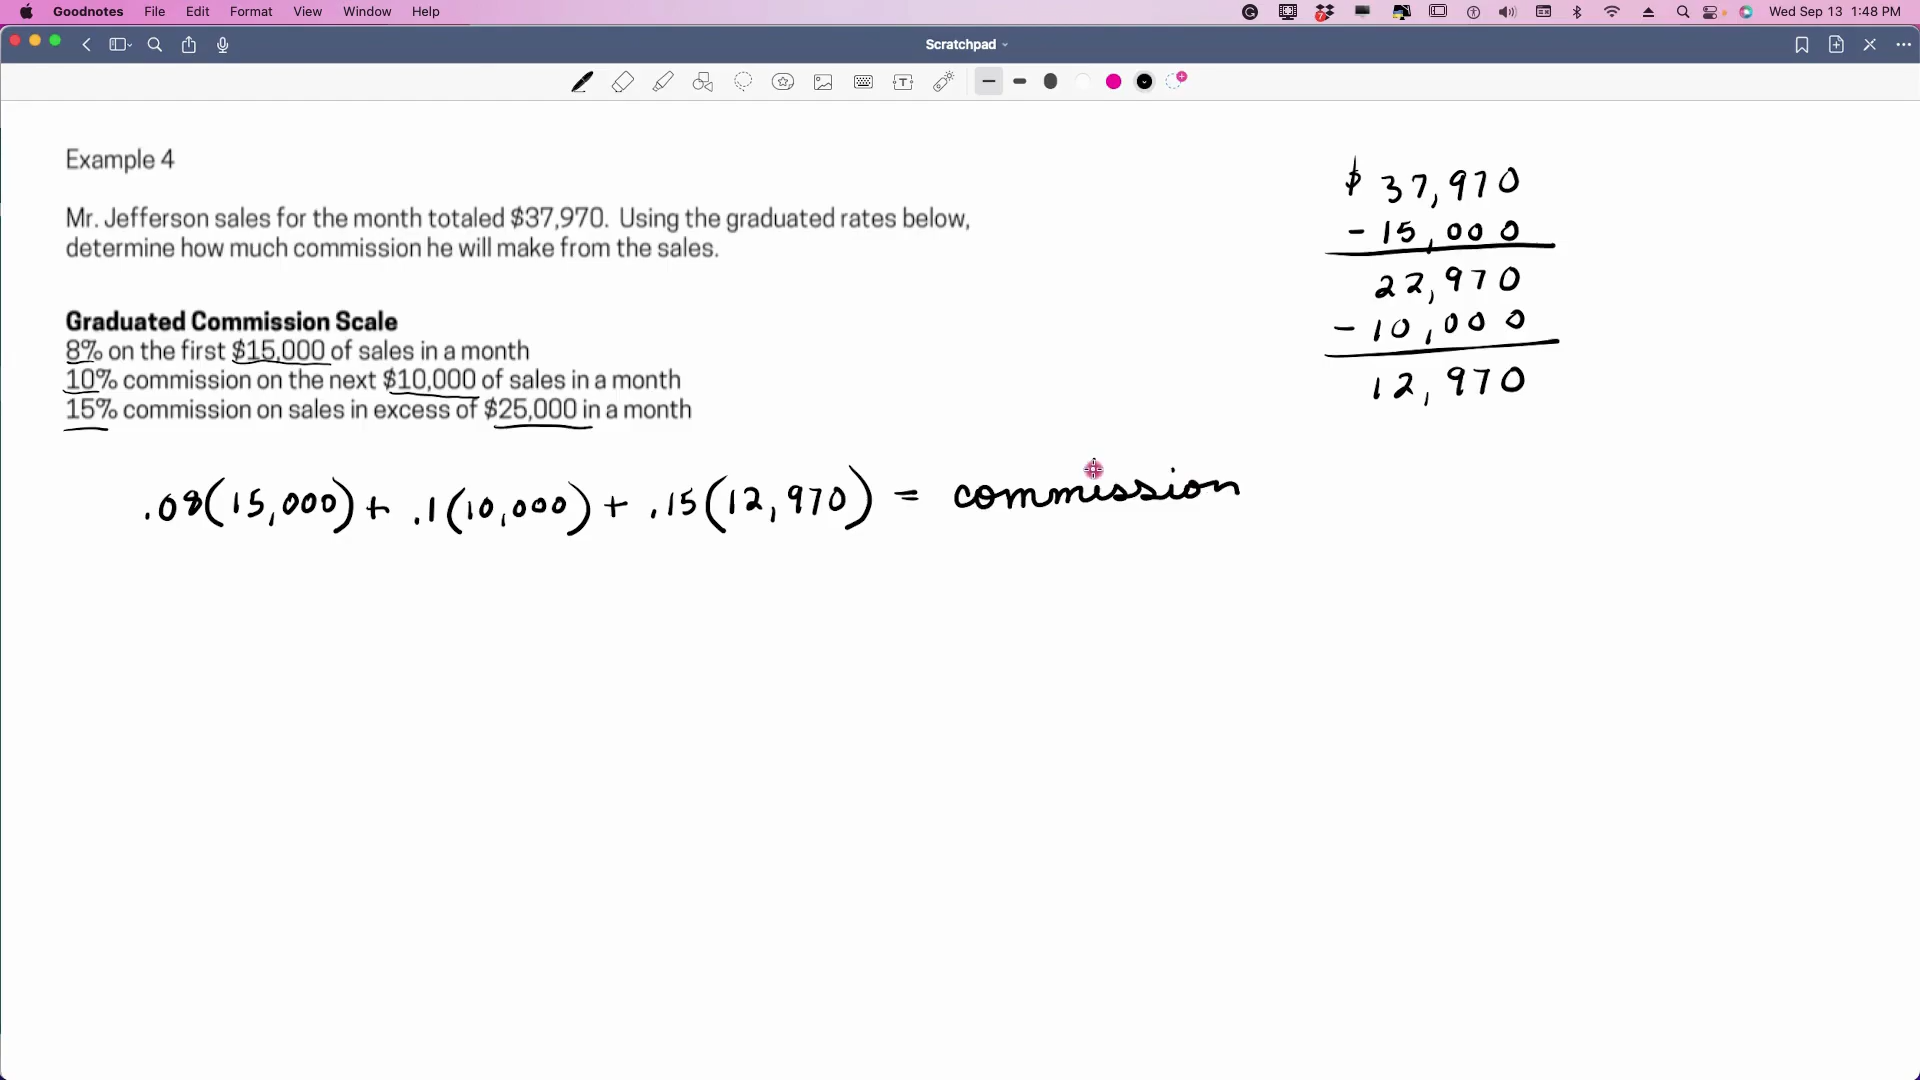 Goodnotes File Edit Format View Window Help Wed Sep 13 1:48 PM
Scratchpad
Example 4
Mr. Jefferson sales for the month totaled $37,970. Using the graduated rates below,
determine how much commission he will make from the sales.
Graduated Commission Scale
8% on the first $15,000 of sales in a month
10% commission on the next $10,000 of sales in a month
15% commission on sales in excess of $25,000 in a month
$ 37,970
- 15,000
22,970
- 10,000
12,970
.08(15,000) + .1(10,000) + .15(12,970) = commission